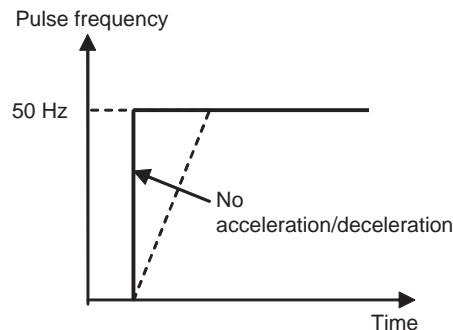 Pulse frequency
50 Hz
No
acceleration/deceleration
Time